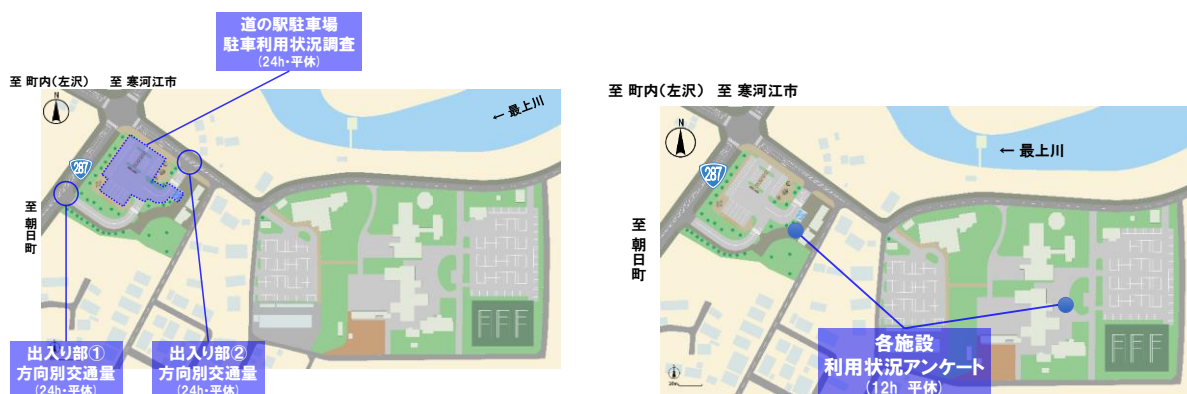 道の駅駐車場
駐車利用状況調査
(24h・平休)
至 町内(左沢) 至 寒河江市
N
← 最上川
287
至 朝日町
出入り部①
方向別交通量
(24h・平休)
出入り部②
方向別交通量
(24h・平休)
至 町内(左沢) 至 寒河江市
N
← 最上川
287
至 朝日町
各施設
利用状況アンケート
(12h 平休)